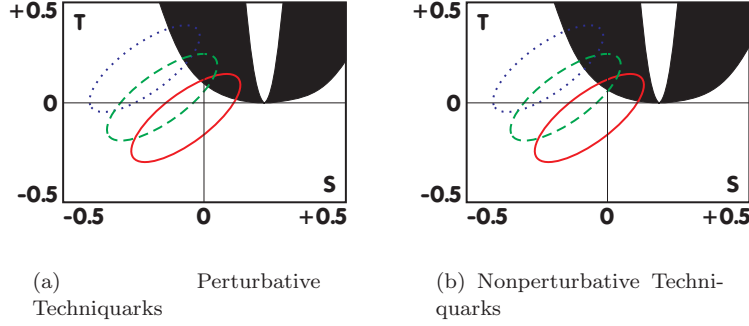 +0.5 T
0
-0.5 S
-0.5 0 +0.5
+0.5 T
0
-0.5 S
-0.5 0 +0.5
(a) Perturbative
Techniquarks
(b) Nonperturbative Techni-
quarks